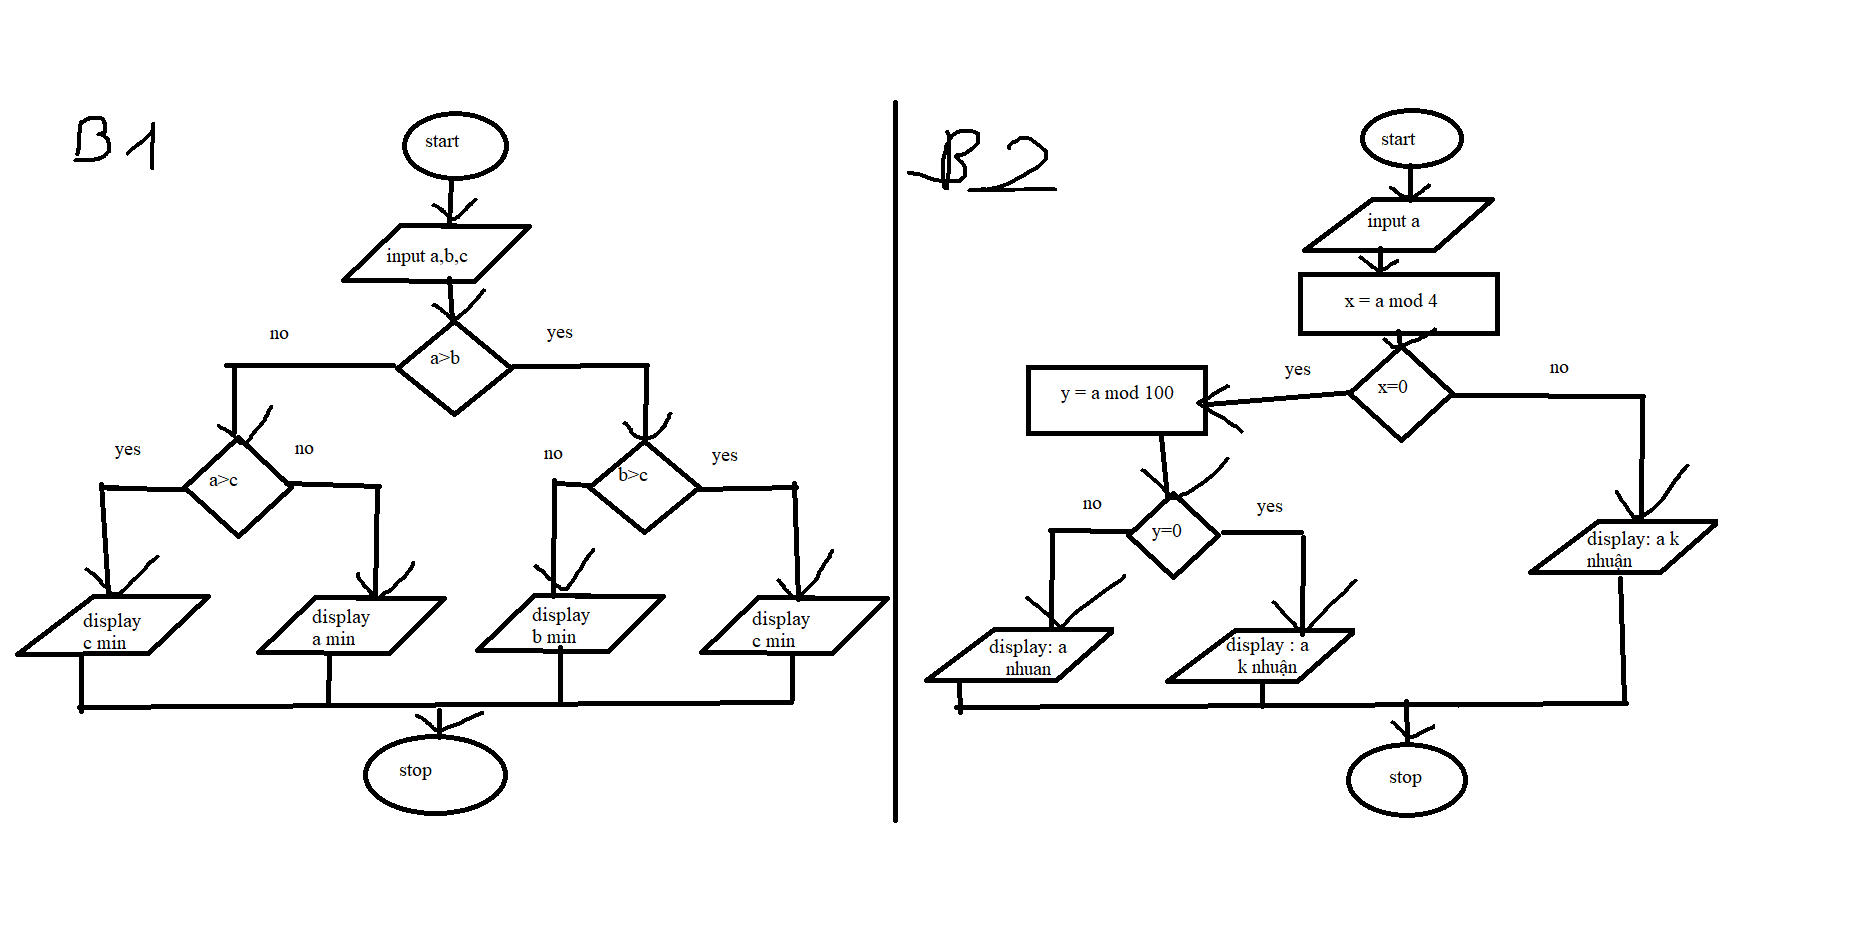 B1
start
input a,b,c
no
yes
a>b
yes
no
a>c
no
yes
b>c
display
c min
display
a min
display
b min
display
c min
stop
B2
start
input a
x = a mod 4
yes
no
x=0
y = a mod 100
no
yes
y=0
display: a k
nhuận
display: a
nhuan
display : a
k nhuận
stop